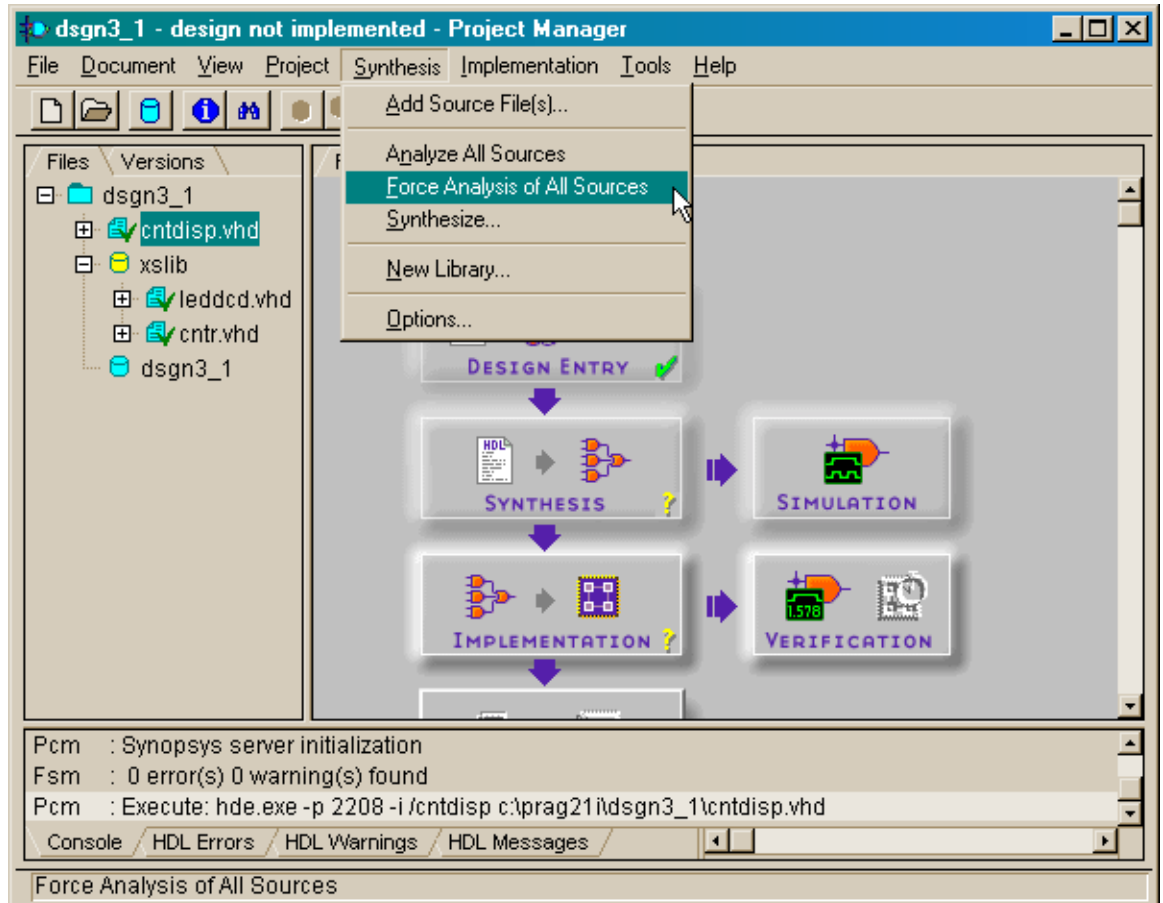 dsgn3_1 - design not implemented - Project Manager
File Document View Project Synthesis Implementation Tools Help
Add Source File(s)...
Analyze All Sources
Force Analysis of All Sources
Synthesize...
New Library...
Options...
Files Versions
dsgn3_1
cntdisp.vhd
xslib
leddcd.vhd
cntr.vhd
dsgn3_1
DESIGN ENTRY
HDL
SYNTHESIS ?
SIMULATION
IMPLEMENTATION ?
1.578
VERIFICATION
Pcm : Synopsys server initialization
Fsm : 0 error(s) 0 warning(s) found
Pcm : Execute: hde.exe -p 2208 -i /cntdisp c:\prag21i\dsgn3_1\cntdisp.vhd
Console HDL Errors HDL Warnings HDL Messages
Force Analysis of All Sources